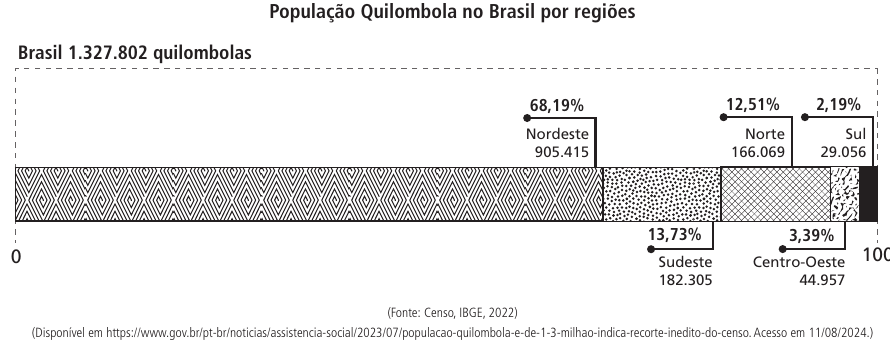 População Quilombola no Brasil por regiões
Brasil 1.327.802 quilombolas
68,19%
Nordeste
905.415
12,51%
Norte
166.069
2,19%
Sul
29.056
0
100
13,73%
Sudeste
182.305
3,39%
Centro-Oeste
44.957
(Fonte: Censo, IBGE, 2022)
(Disponível em https://www.gov.br/pt-br/noticias/assistencia-social/2023/07/populacao-quilombola-e-de-1-3-milhao-indica-recorte-inedito-do-censo. Acesso em 11/08/2024.)